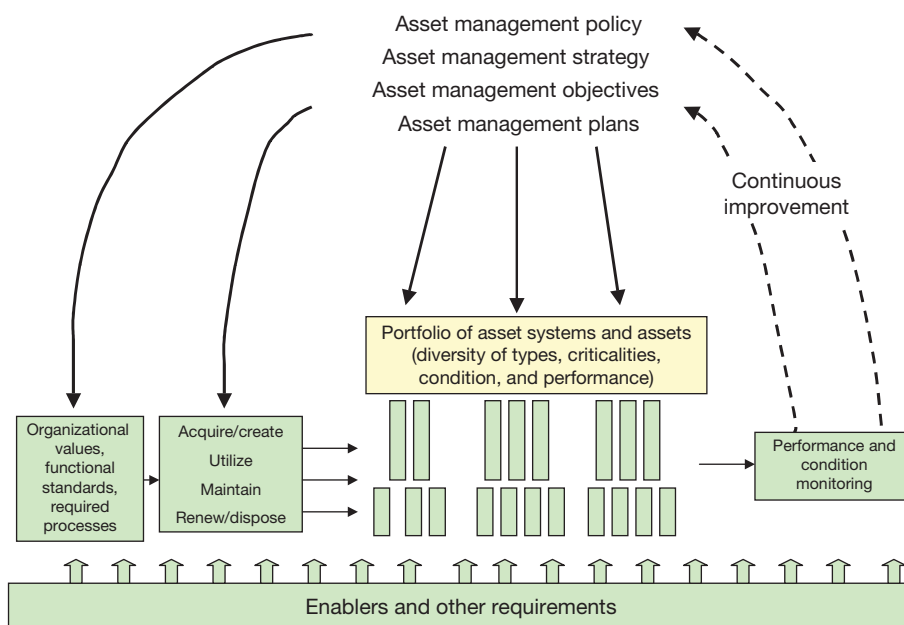 Asset management policy
Asset management strategy
Asset management objectives
Asset management plans
Continuous
improvement
Portfolio of asset systems and assets
(diversity of types, criticalities,
condition, and performance)
Organizational
values,
functional
standards,
required
processes
Acquire/create
Utilize
Maintain
Renew/dispose
Performance and
condition
monitoring
Enablers and other requirements